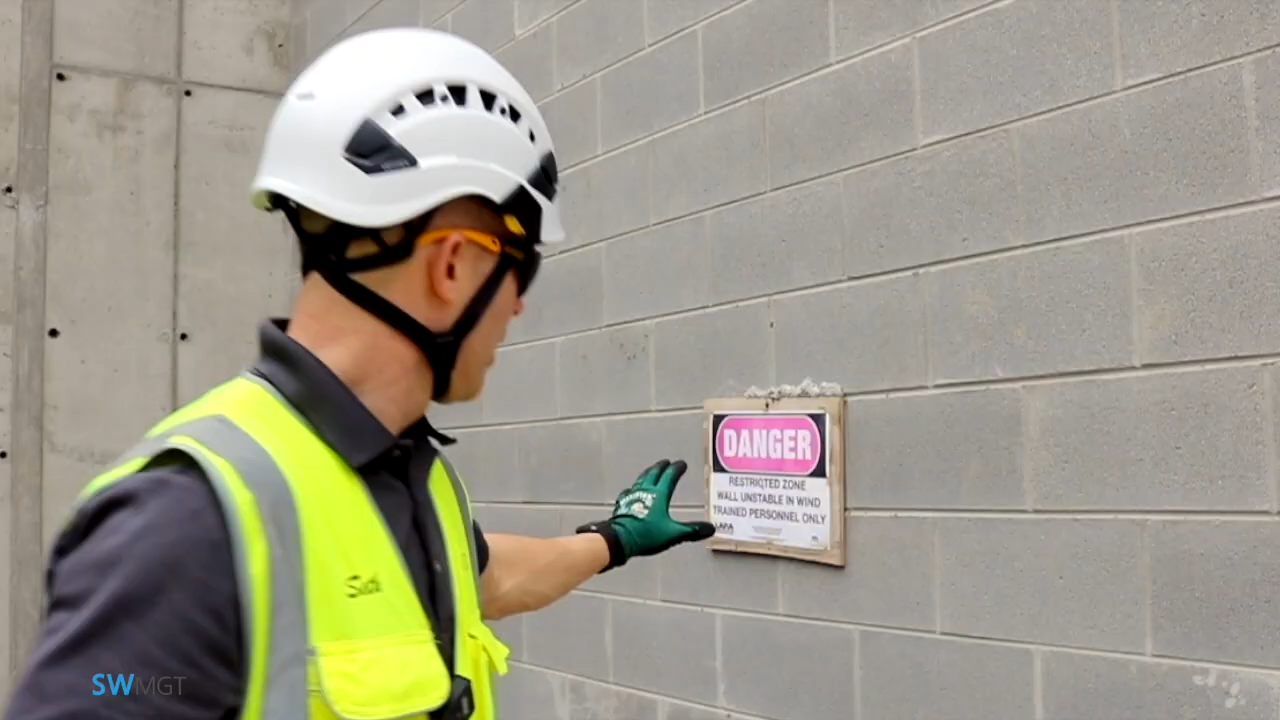 DANGER
RESTRICTED ZONE
WALL UNSTABLE IN WIND
TRAINED PERSONNEL ONLY
SWMGT